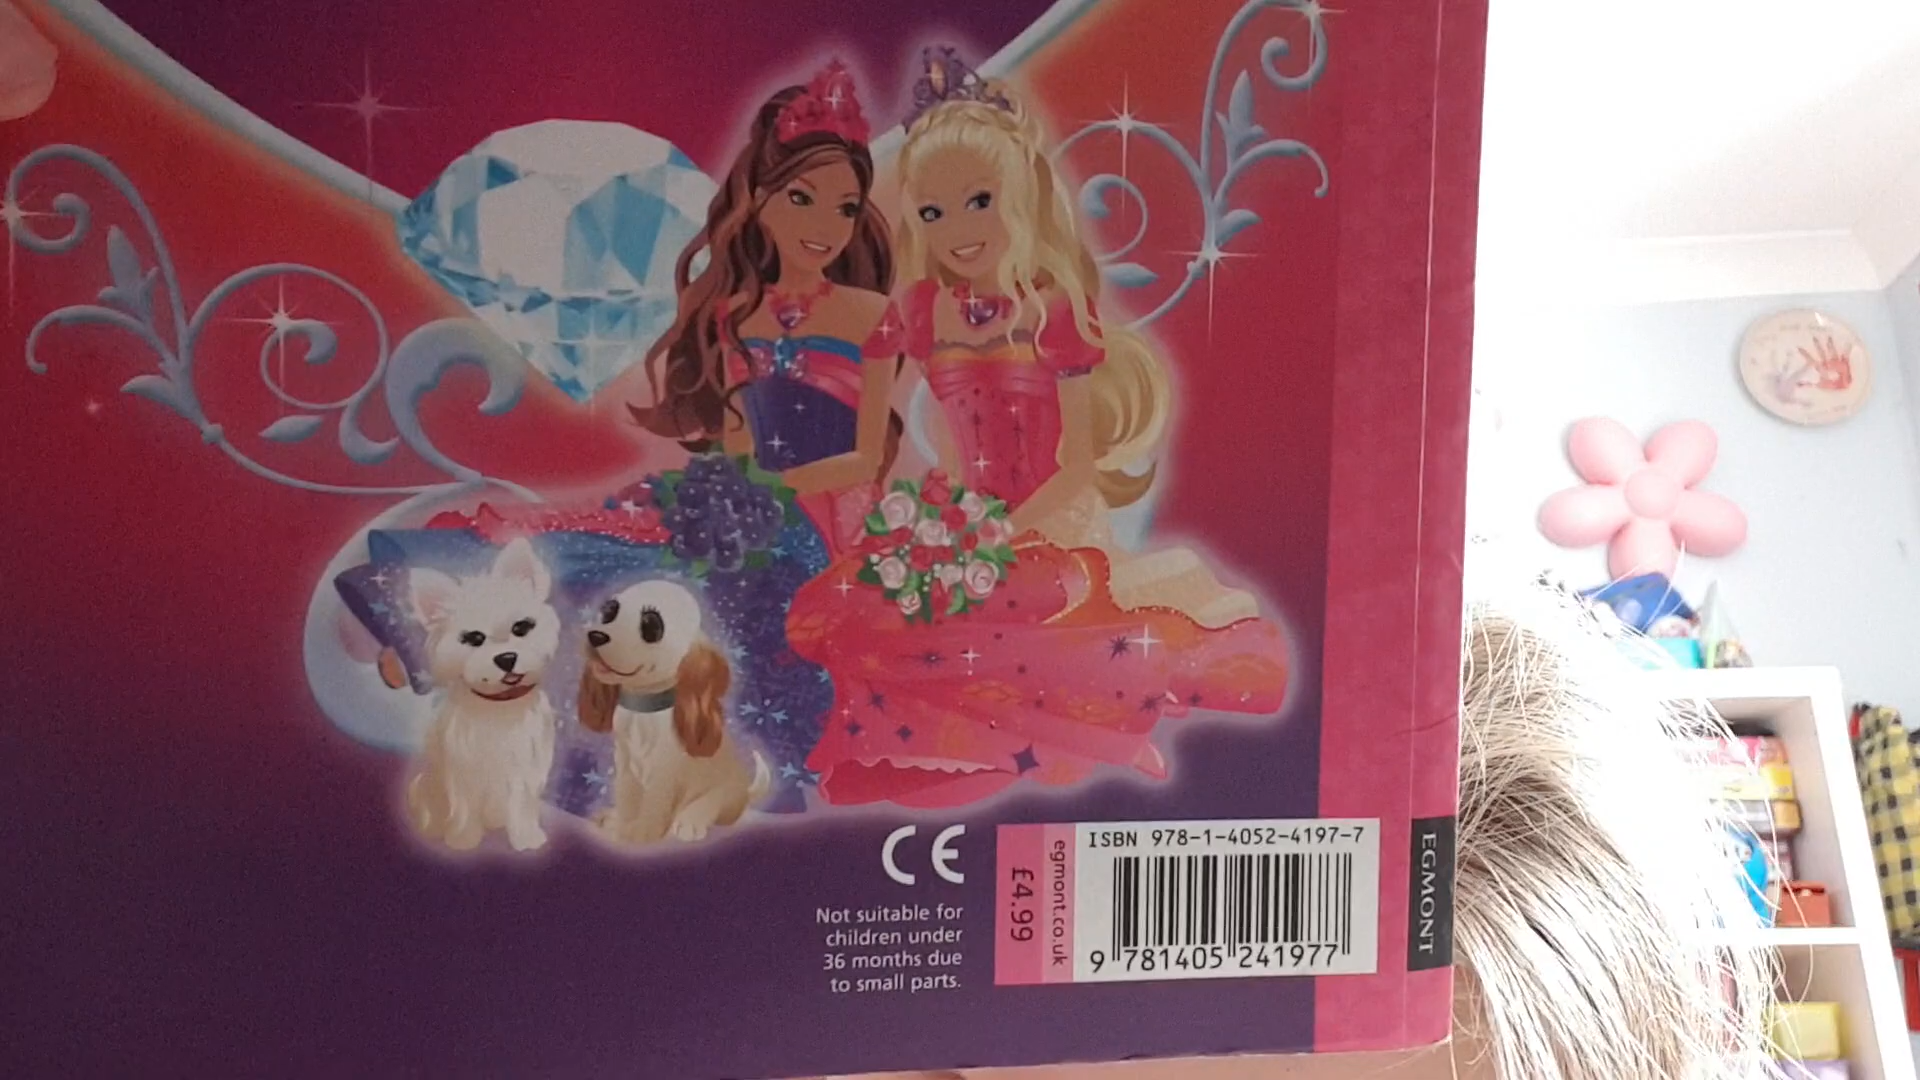 CE
Not suitable for
children under
36 months due
to small parts.
£4.99
egmont.co.uk
ISBN 978-1-4052-4197-7
9 781405 241977
EGMONT